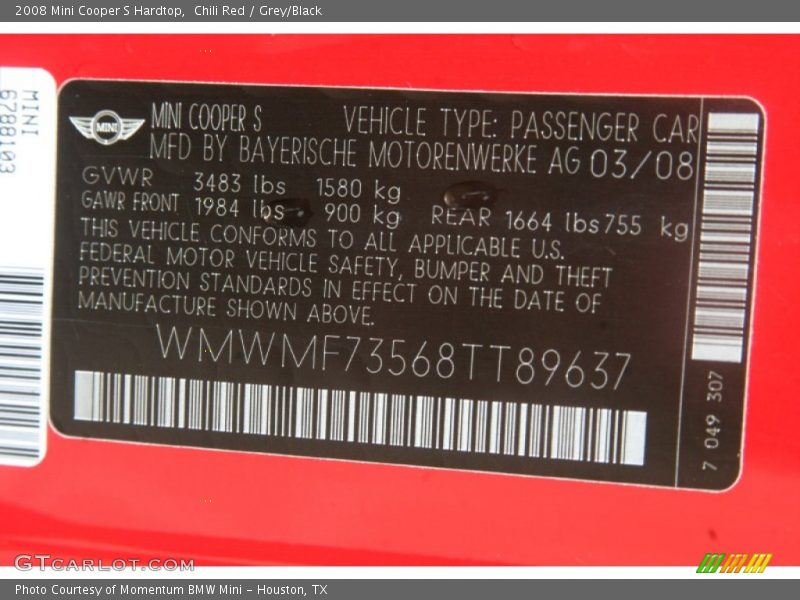 2008 Mini Cooper S Hardtop, Chili Red / Grey/Black
MINI
6788103
MINI
MINI COOPER S VEHICLE TYPE: PASSENGER CAR
MFD BY BAYERISCHE MOTORENWERKE AG 03/08
GVWR 3483 lbs 1580 kg
GAWR FRONT 1984 lbs 900 kg REAR 1664 lbs 755 kg
THIS VEHICLE CONFORMS TO ALL APPLICABLE U.S.
FEDERAL MOTOR VEHICLE SAFETY, BUMPER AND THEFT
PREVENTION STANDARDS IN EFFECT ON THE DATE OF
MANUFACTURE SHOWN ABOVE.
WMWMF73568TT89637
7 049 307
GTCARLOT.COM
Photo Courtesy of Momentum BMW Mini - Houston, TX